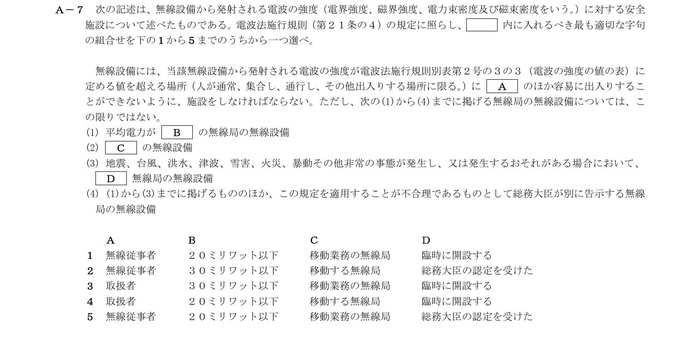 A－7 次の記述は、無線設備から発射される電波の強度（電界強度、磁界強度、電力束密度及び磁束密度をいう。）に対する安全
施設について述べたものである。電波法施行規則（第２１条の４）の規定に照らし、 内に入れるべき最も適切な字句
の組合せを下の1から5までのうちから一つ選べ。
無線設備には、当該無線設備から発射される電波の強度が電波法施行規則別表第２号の３の３（電波の強度の値の表）に
定める値を超える場所（人が通常、集合し、通行し、その他出入りする場所に限る。）に A のほか容易に出入りするこ
とができないように、施設をしなければならない。ただし、次の(1)から(4)までに掲げる無線局の無線設備については、こ
の限りではない。
(1) 平均電力が B の無線局の無線設備
(2) C の無線設備
(3) 地震、台風、洪水、津波、雪害、火災、暴動その他非常の事態が発生し、又は発生するおそれがある場合において、
D 無線局の無線設備
(4) (1)から(3)までに掲げるもののほか、この規定を適用することが不合理であるものとして総務大臣が別に告示する無線
局の無線設備
A B C D
1 無線従事者 ２０ミリワット以下 移動業務の無線局 臨時に開設する
2 無線従事者 ３０ミリワット以下 移動する無線局 総務大臣の認定を受けた
3 取扱者 ３０ミリワット以下 移動業務の無線局 臨時に開設する
4 取扱者 ２０ミリワット以下 移動する無線局 臨時に開設する
5 無線従事者 ２０ミリワット以下 移動業務の無線局 総務大臣の認定を受けた